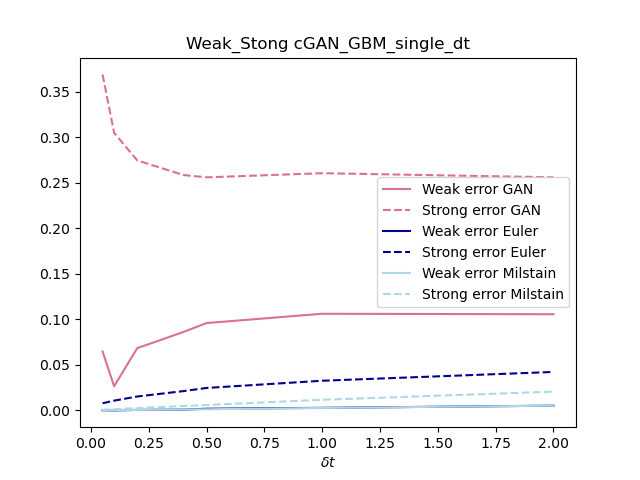 Weak_Stong cGAN_GBM_single_dt
0.35
0.30
0.25
0.20
0.15
0.10
0.05
0.00
Weak error GAN
Strong error GAN
Weak error Euler
Strong error Euler
Weak error Milstain
Strong error Milstain
0.00 0.25 0.50 0.75 1.00 1.25 1.50 1.75 2.00
δt